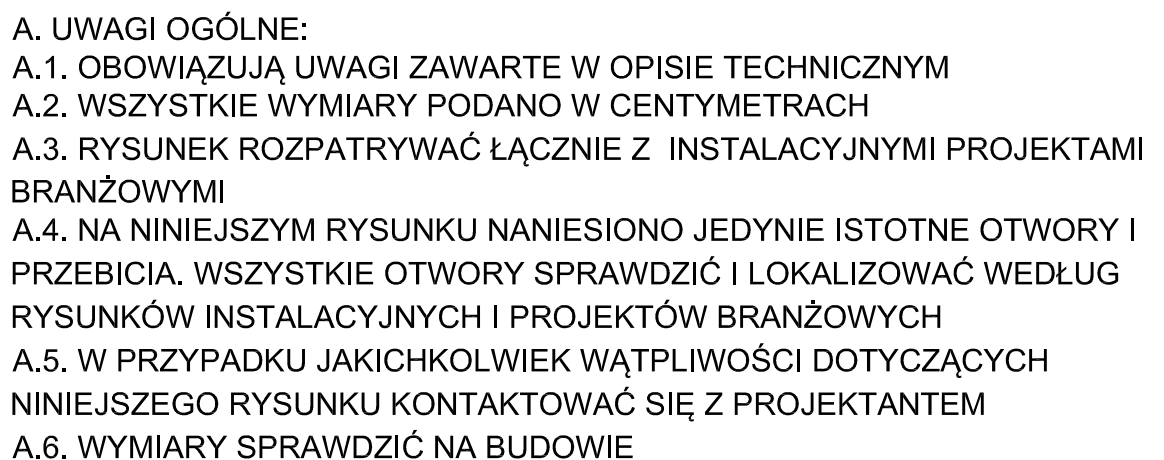 A. UWAGI OGÓLNE:
A.1. OBOWIĄZUJĄ UWAGI ZAWARTE W OPISIE TECHNICZNYM
A.2. WSZYSTKIE WYMIARY PODANO W CENTYMETRACH
A.3. RYSUNEK ROZPATRYWAĆ ŁĄCZNIE Z  INSTALACYJNYMI PROJEKTAMI
BRANŻOWYMI
A.4. NA NINIEJSZYM RYSUNKU NANIESIONO JEDYNIE ISTOTNE OTWORY I
PRZEBICIA. WSZYSTKIE OTWORY SPRAWDZIĆ I LOKALIZOWAĆ WEDŁUG
RYSUNKÓW INSTALACYJNYCH I PROJEKTÓW BRANŻOWYCH
A.5. W PRZYPADKU JAKICHKOLWIEK WĄTPLIWOŚCI DOTYCZĄCYCH
NINIEJSZEGO RYSUNKU KONTAKTOWAĆ SIĘ Z PROJEKTANTEM
A.6. WYMIARY SPRAWDZIĆ NA BUDOWIE